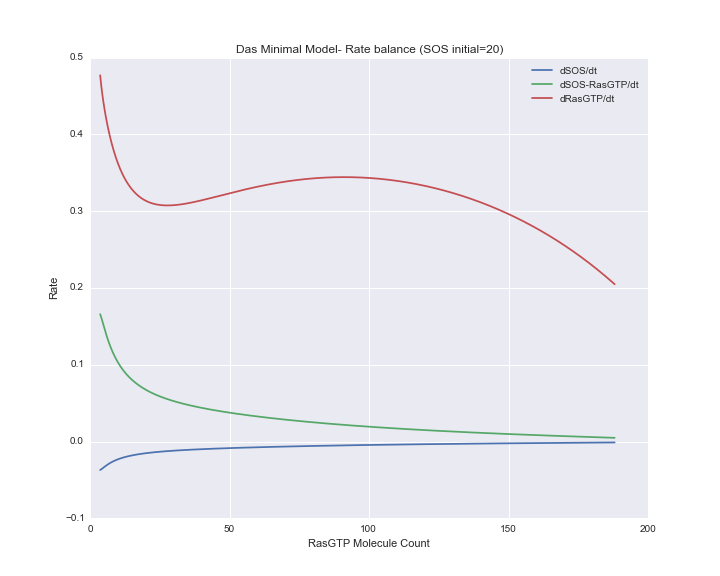 Das Minimal Model- Rate balance (SOS initial=20)
0.5
0.4
0.3
0.2
0.1
0.0
−0.1
Rate
dSOS/dt
dSOS-RasGTP/dt
dRasGTP/dt
0 50 100 150 200
RasGTP Molecule Count